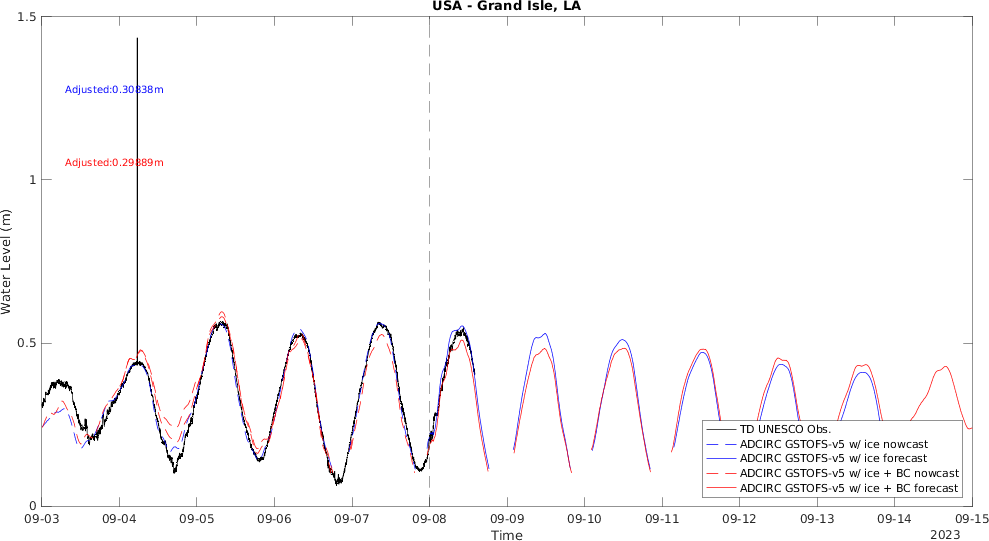 USA - Grand Isle, LA
1.5
Adjusted:0.30838m
Adjusted:0.29889m
1
Water Level (m)
0.5
TD UNESCO Obs.
ADCIRC GSTOFS-v5 w/ ice nowcast
ADCIRC GSTOFS-v5 w/ ice forecast
ADCIRC GSTOFS-v5 w/ ice + BC nowcast
ADCIRC GSTOFS-v5 w/ ice + BC forecast
0
09-03 09-04 09-05 09-06 09-07 09-08 09-09 09-10 09-11 09-12 09-13 09-14 09-15
Time
2023